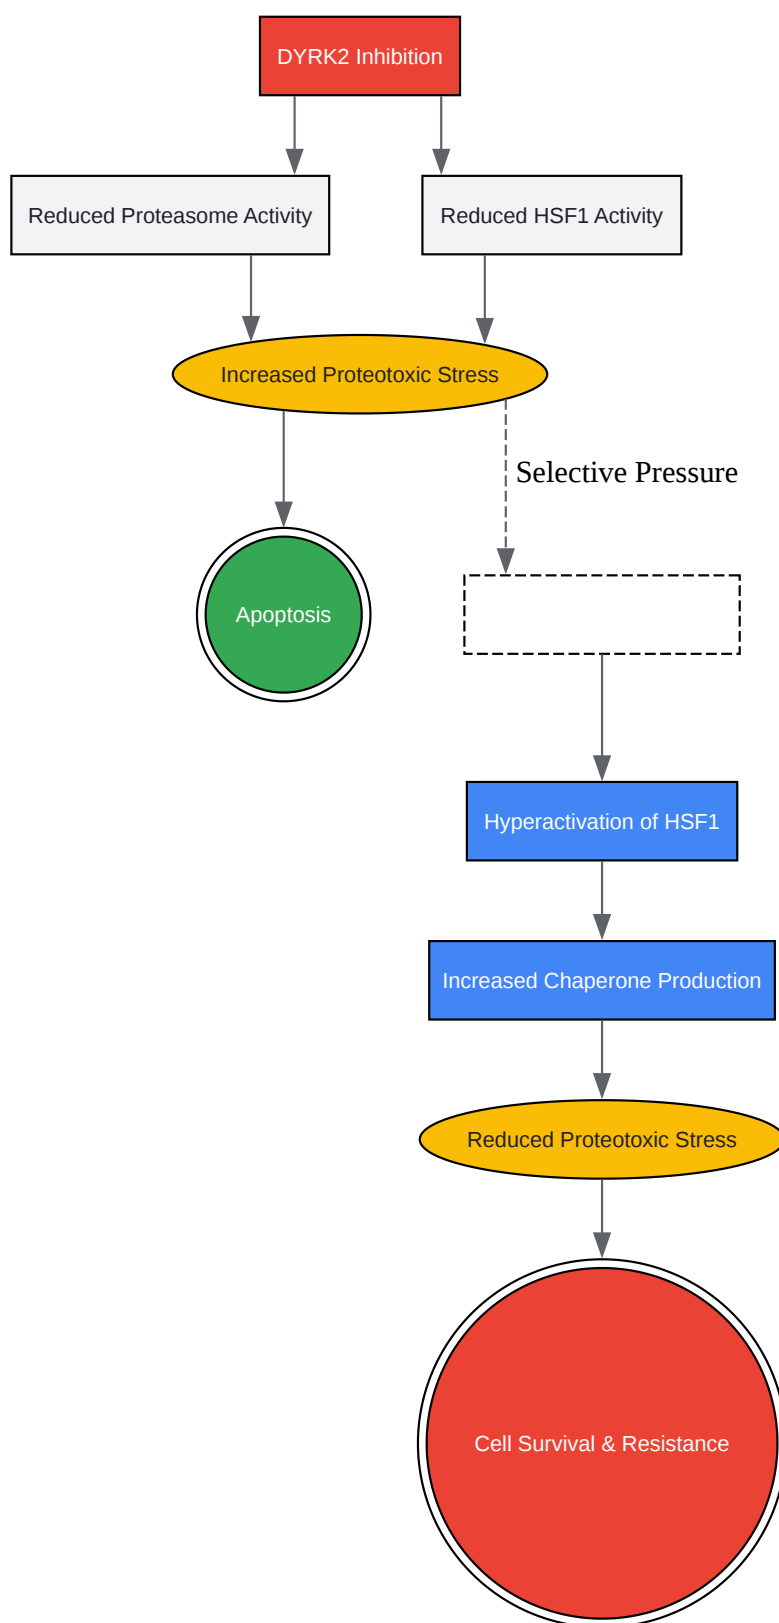 DYRK2 Inhibition
Reduced Proteasome Activity
Reduced HSF1 Activity
Increased Proteotoxic Stress
Selective Pressure
Apoptosis
Hyperactivation of HSF1
Increased Chaperone Production
Reduced Proteotoxic Stress
Cell Survival & Resistance